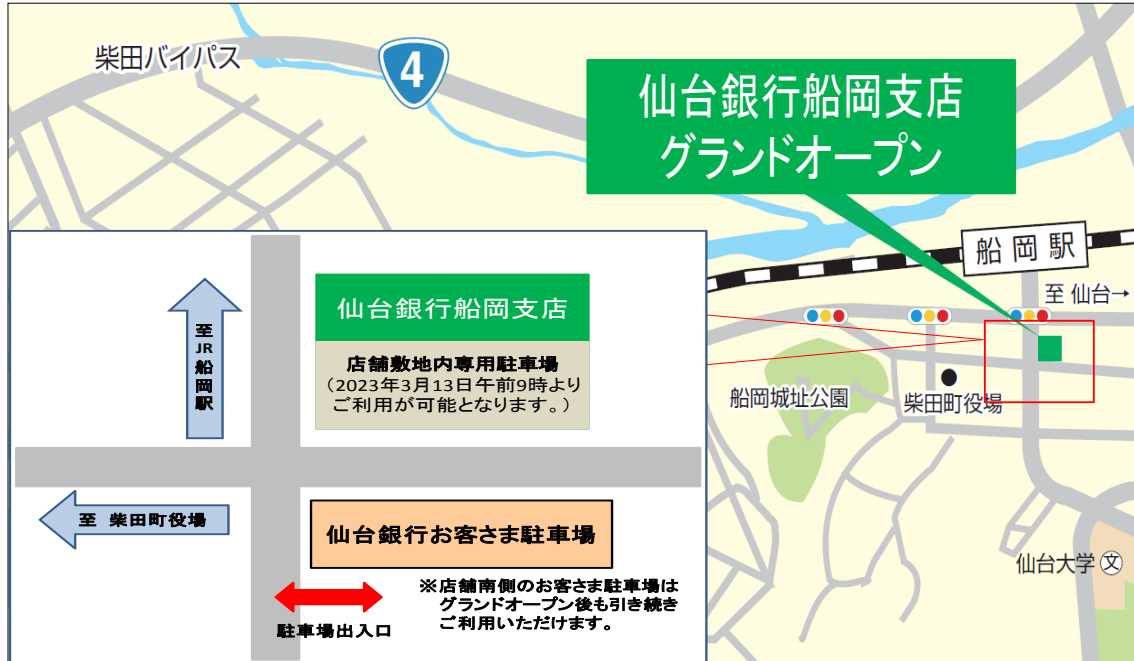 柴田バイパス
4
仙台銀行船岡支店
グランドオープン
船岡駅
至 仙台→
船岡城址公園
柴田町役場
仙台大学 文
至JR船岡駅
仙台銀行船岡支店
店舗敷地内専用駐車場
（2023年3月13日午前9時より
ご利用が可能となります。）
至 柴田町役場
仙台銀行お客さま駐車場
駐車場出入口
※店舗南側のお客さま駐車場は
グランドオープン後も引き続き
ご利用いただけます。